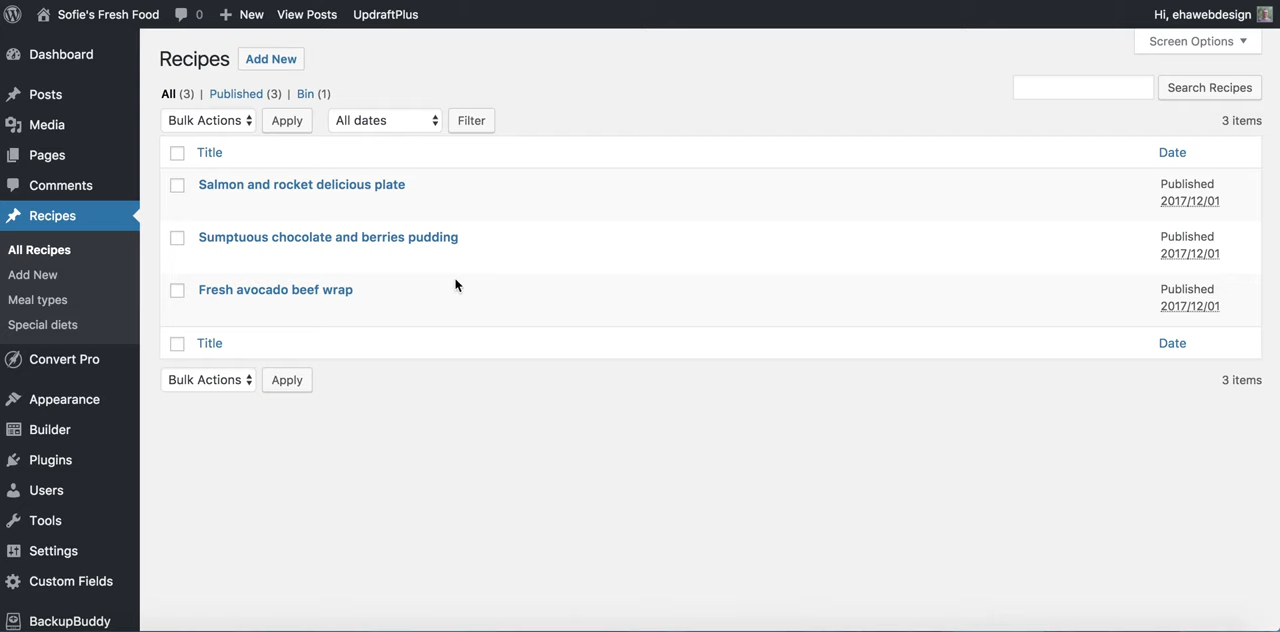 Sofie's Fresh Food 0 New View Posts UpdraftPlus Hi, ehawebdesign
Screen Options
Dashboard
Posts
Media
Pages
Comments
Recipes
All Recipes
Add New
Meal types
Special diets
Convert Pro
Appearance
Builder
Plugins
Users
Tools
Settings
Custom Fields
BackupBuddy
Recipes Add New
All (3) | Published (3) | Bin (1)
Search Recipes
Bulk Actions Apply All dates Filter 3 items
Title Date
Salmon and rocket delicious plate Published
2017/12/01
Sumptuous chocolate and berries pudding Published
2017/12/01
Fresh avocado beef wrap Published
2017/12/01
Title Date
Bulk Actions Apply 3 items